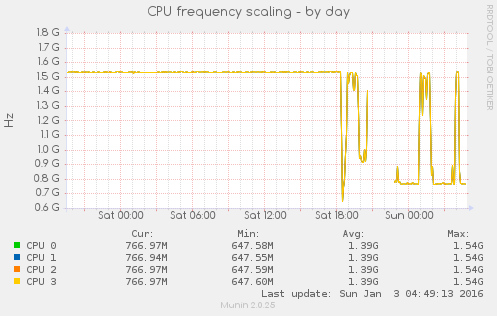 CPU frequency scaling - by day
RRDTOOL / TOBI OETIKER
Hz
1.8 G
1.7 G
1.6 G
1.5 G
1.4 G
1.3 G
1.2 G
1.1 G
1.0 G
0.9 G
0.8 G
0.7 G
0.6 G
Sat 00:00 Sat 06:00 Sat 12:00 Sat 18:00 Sun 00:00
Cur: Min: Avg: Max:
CPU 0 766.97M 647.58M 1.39G 1.54G
CPU 1 766.94M 647.55M 1.39G 1.54G
CPU 2 766.97M 647.59M 1.39G 1.54G
CPU 3 766.97M 647.60M 1.39G 1.54G
Last update: Sun Jan 3 04:49:13 2016
Munin 2.0.25